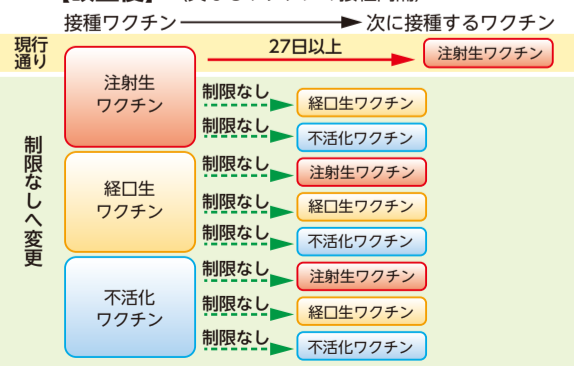 接種ワクチン
次に接種するワクチン
現行
通り
注射生
ワクチン
27日以上
注射生ワクチン
制限なし
経口生ワクチン
制限なし
不活化ワクチン
制限なしへ変更
経口生
ワクチン
制限なし
注射生ワクチン
制限なし
経口生ワクチン
制限なし
不活化ワクチン
不活化
ワクチン
制限なし
注射生ワクチン
制限なし
経口生ワクチン
制限なし
不活化ワクチン